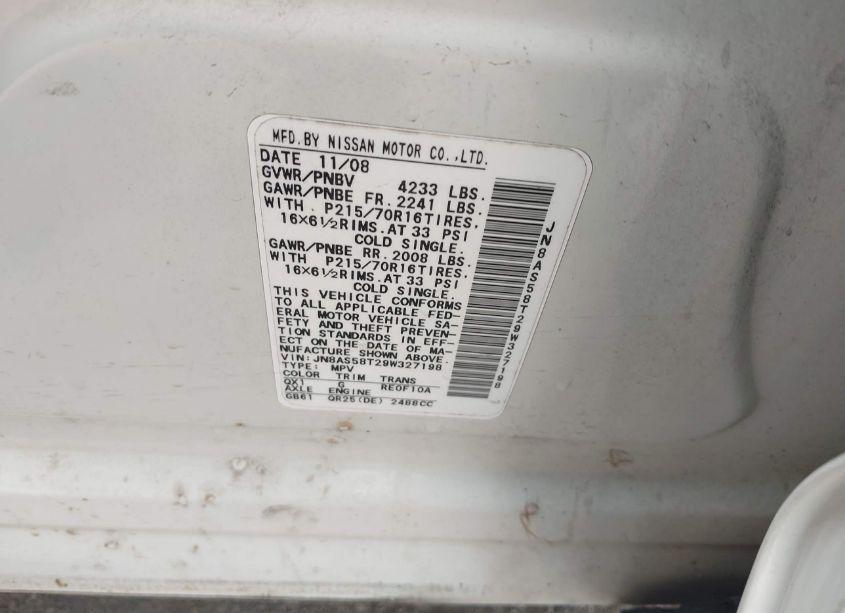 MFD.BY NISSAN MOTOR CO.,LTD.
DATE 11/08
GVWR/PNBV 4233 LBS.
GAWR/PNBE FR. 2241 LBS.
WITH P215/70R16TIRES.
16×6½RIMS.AT 33 PSI
COLD SINGLE.
GAWR/PNBE RR. 2008 LBS.
WITH P215/70R16TIRES.
16×6½RIMS.AT 33 PSI
COLD SINGLE.
THIS VEHICLE CONFORMS
TO ALL APPLICABLE FED-
ERAL MOTOR VEHICLE SA-
FETY AND THEFT PREVEN-
TION STANDARDS IN EFF-
ECT ON THE DATE OF MA-
NUFACTURE SHOWN ABOVE.
VIN:JN8AS58T29W327198
TYPE: MPV
COLOR TRIM TRANS
QX1 G RE0F10A
AXLE ENGINE
GB61 QR25(DE) 2488CC
JN8AS58T29W327198